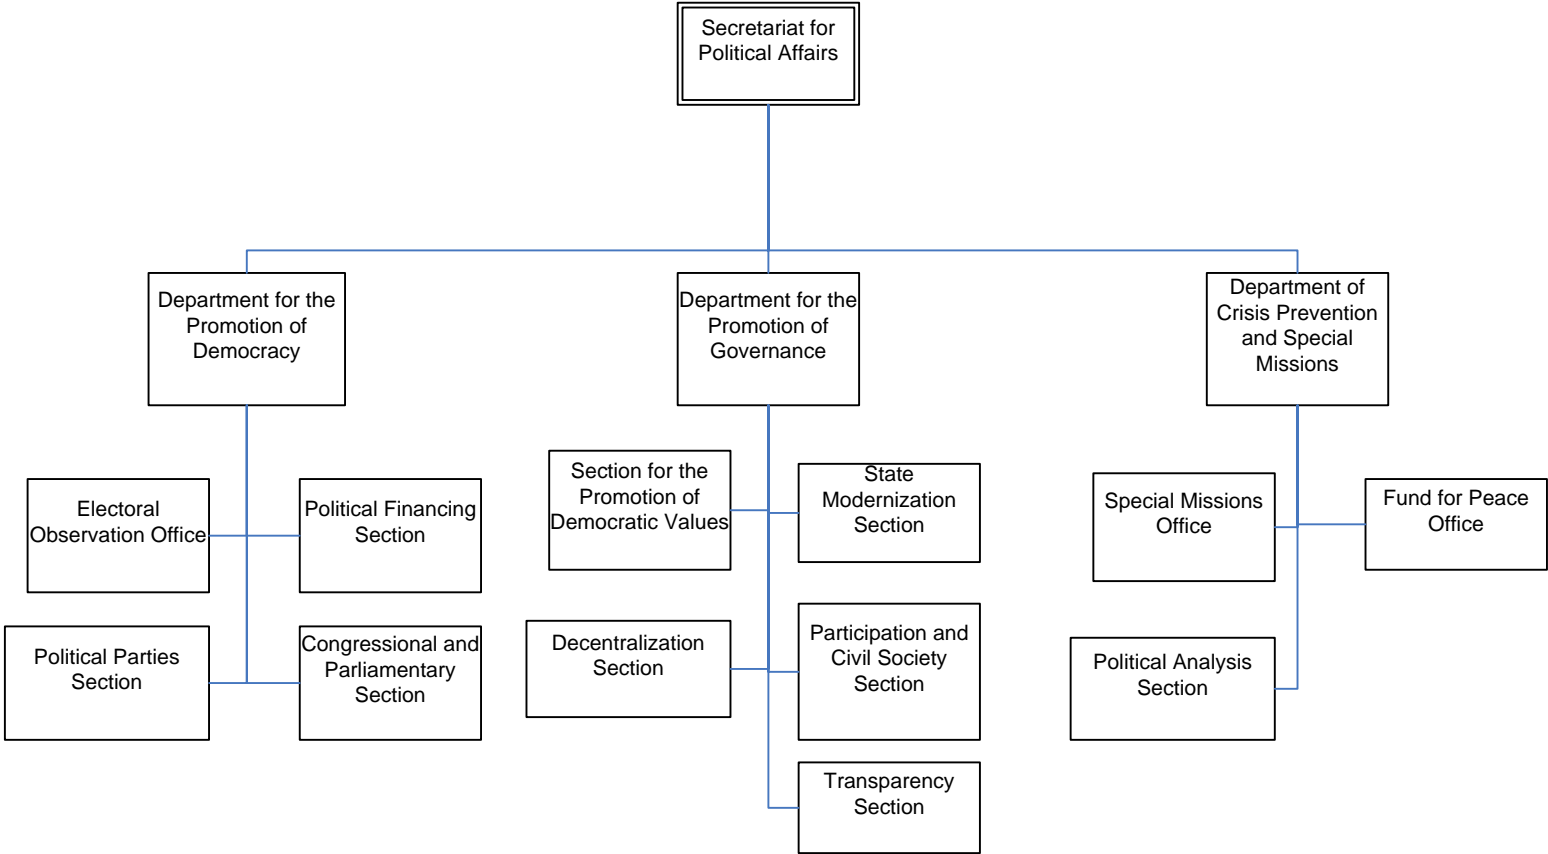 Secretariat for
Political Affairs
Department for the
Promotion of
Democracy
Department for the
Promotion of
Governance
Department of
Crisis Prevention
and Special
Missions
Electoral
Observation Office
Political Financing
Section
Political Parties
Section
Congressional and
Parliamentary
Section
Section for the
Promotion of
Democratic Values
State
Modernization
Section
Decentralization
Section
Participation and
Civil Society
Section
Transparency
Section
Special Missions
Office
Fund for Peace
Office
Political Analysis
Section